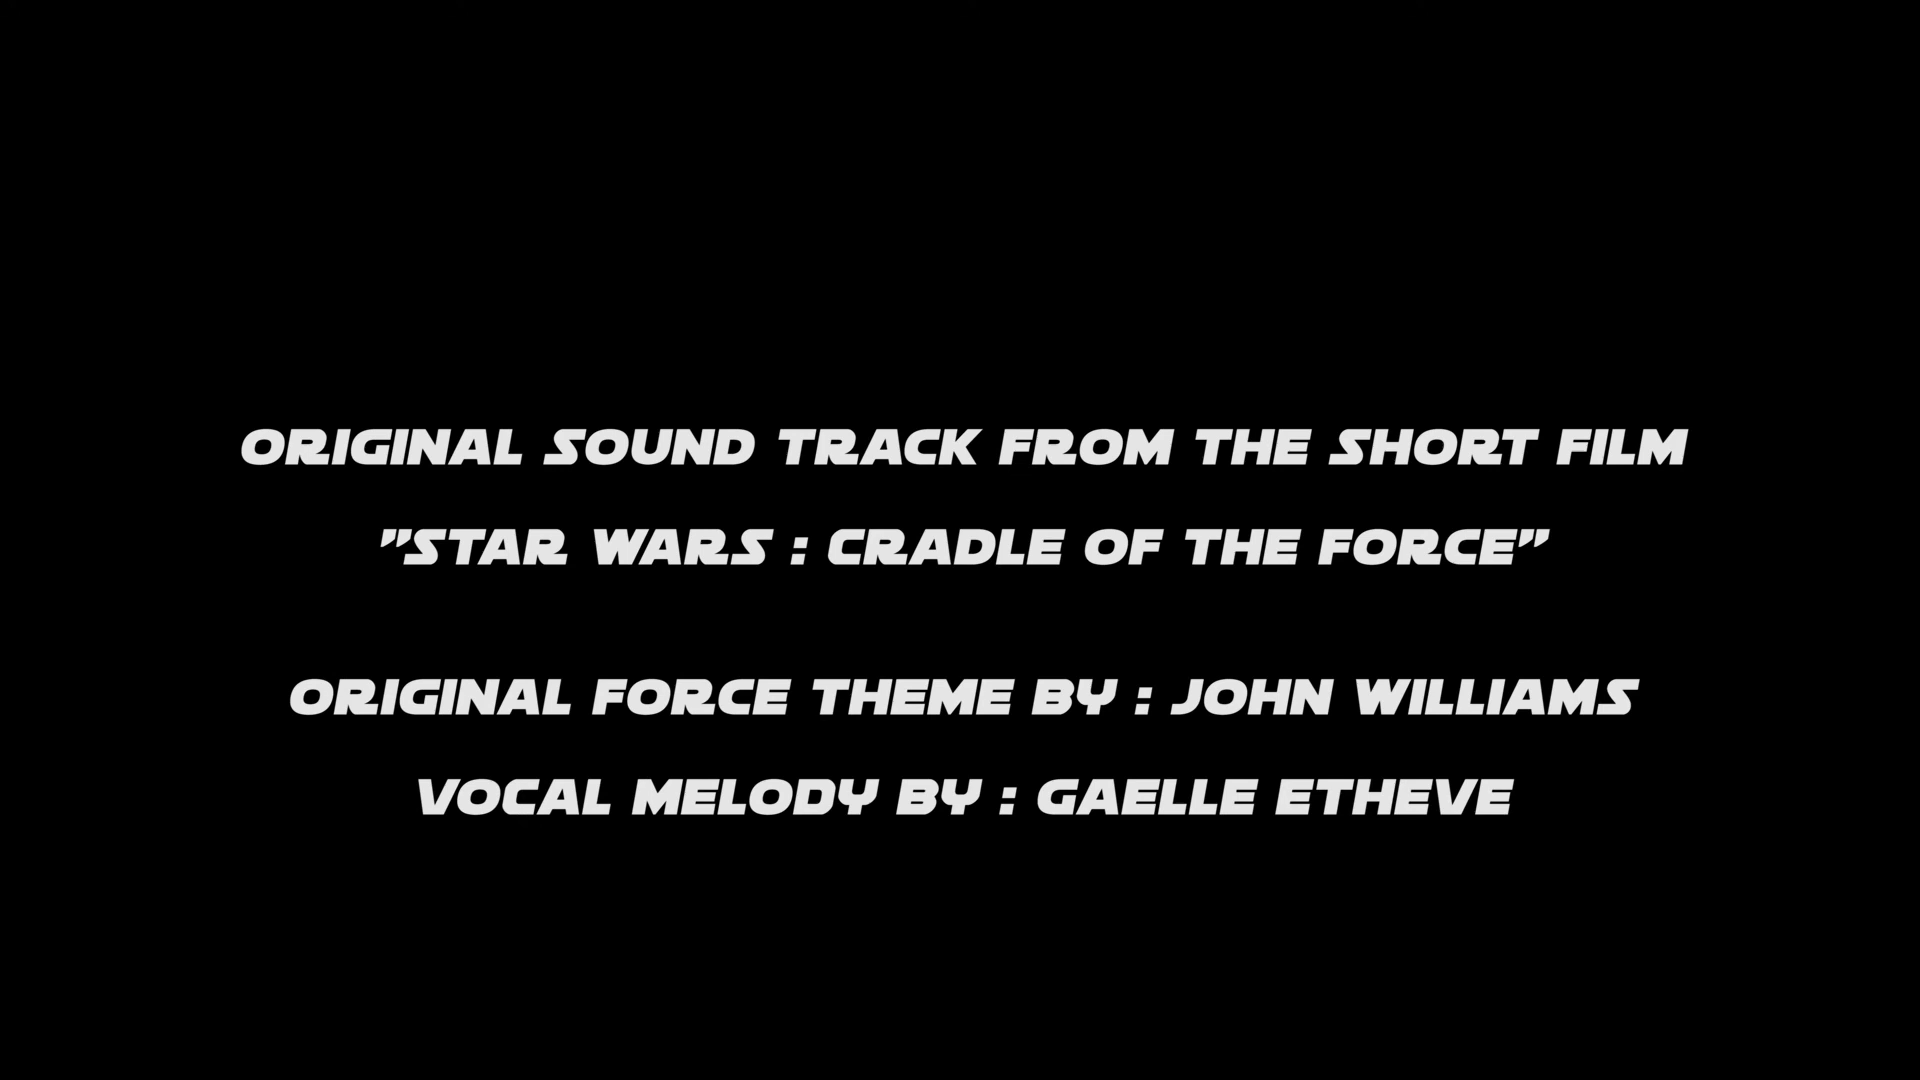 ORIGINAL SOUND TRACK FROM THE SHORT FILM
"STAR WARS : CRADLE OF THE FORCE"
ORIGINAL FORCE THEME BY : JOHN WILLIAMS
VOCAL MELODY BY : GAELLE ETHEVE